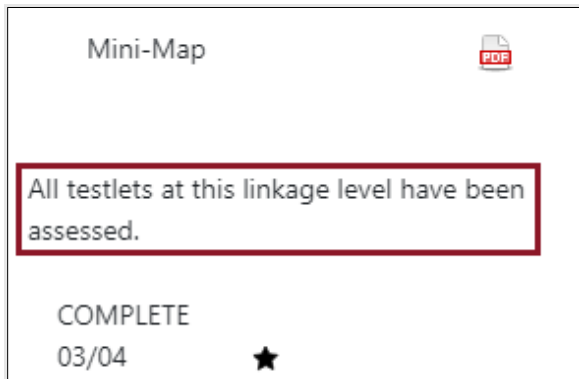 Mini-Map
PDF
All testlets at this linkage level have been
assessed.
COMPLETE
03/04